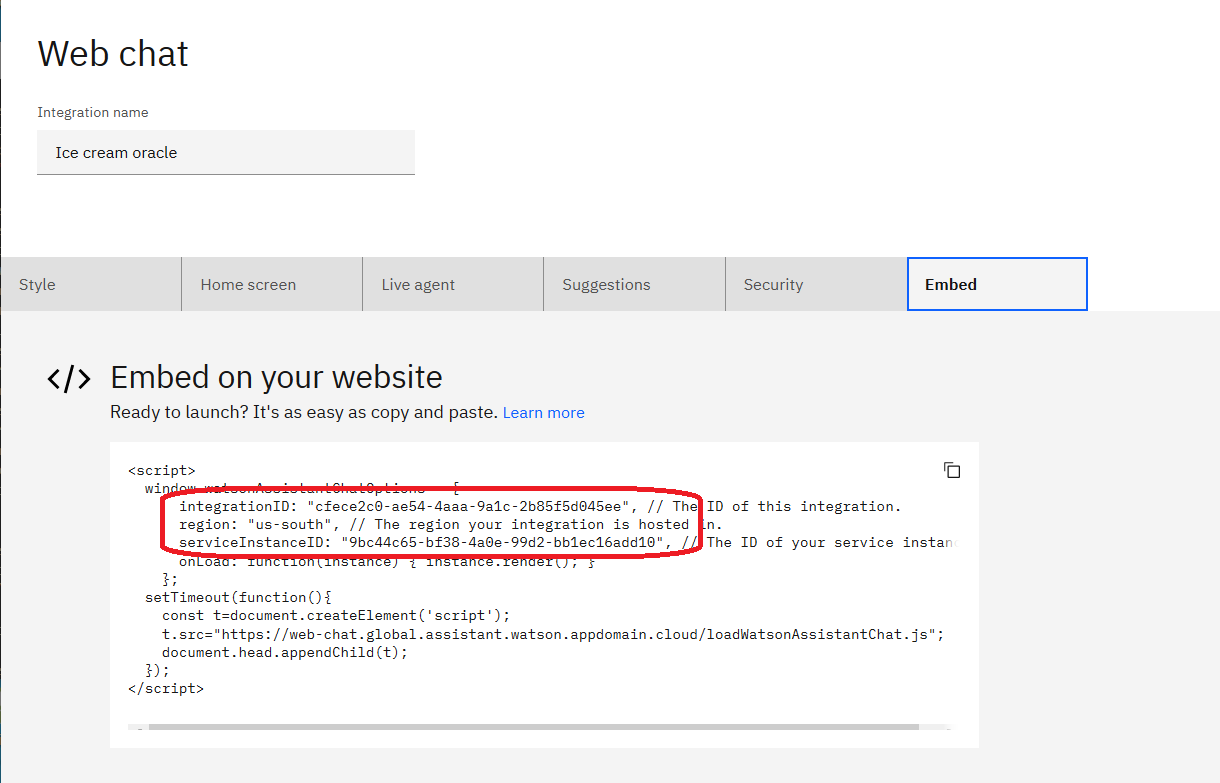 Web chat
Integration name
Ice cream oracle
Style
Home screen
Live agent
Suggestions
Security
Embed
</> Embed on your website
Ready to launch? It's as easy as copy and paste. Learn more
<script>
window.watsonAssistantChatOptions = {
integrationID: "cfece2c0-ae54-4aaa-9a1c-2b85f5d045ee", // The ID of this integration.
region: "us-south", // The region your integration is hosted in.
serviceInstanceID: "9bc44c65-bf38-4a0e-99d2-bb1ec16add10", // The ID of your service instan
onLoad: function(instance) { instance.render(); }
};
setTimeout(function(){
const t=document.createElement('script');
t.src="https://web-chat.global.assistant.watson.appdomain.cloud/loadWatsonAssistantChat.js";
document.head.appendChild(t);
});
</script>